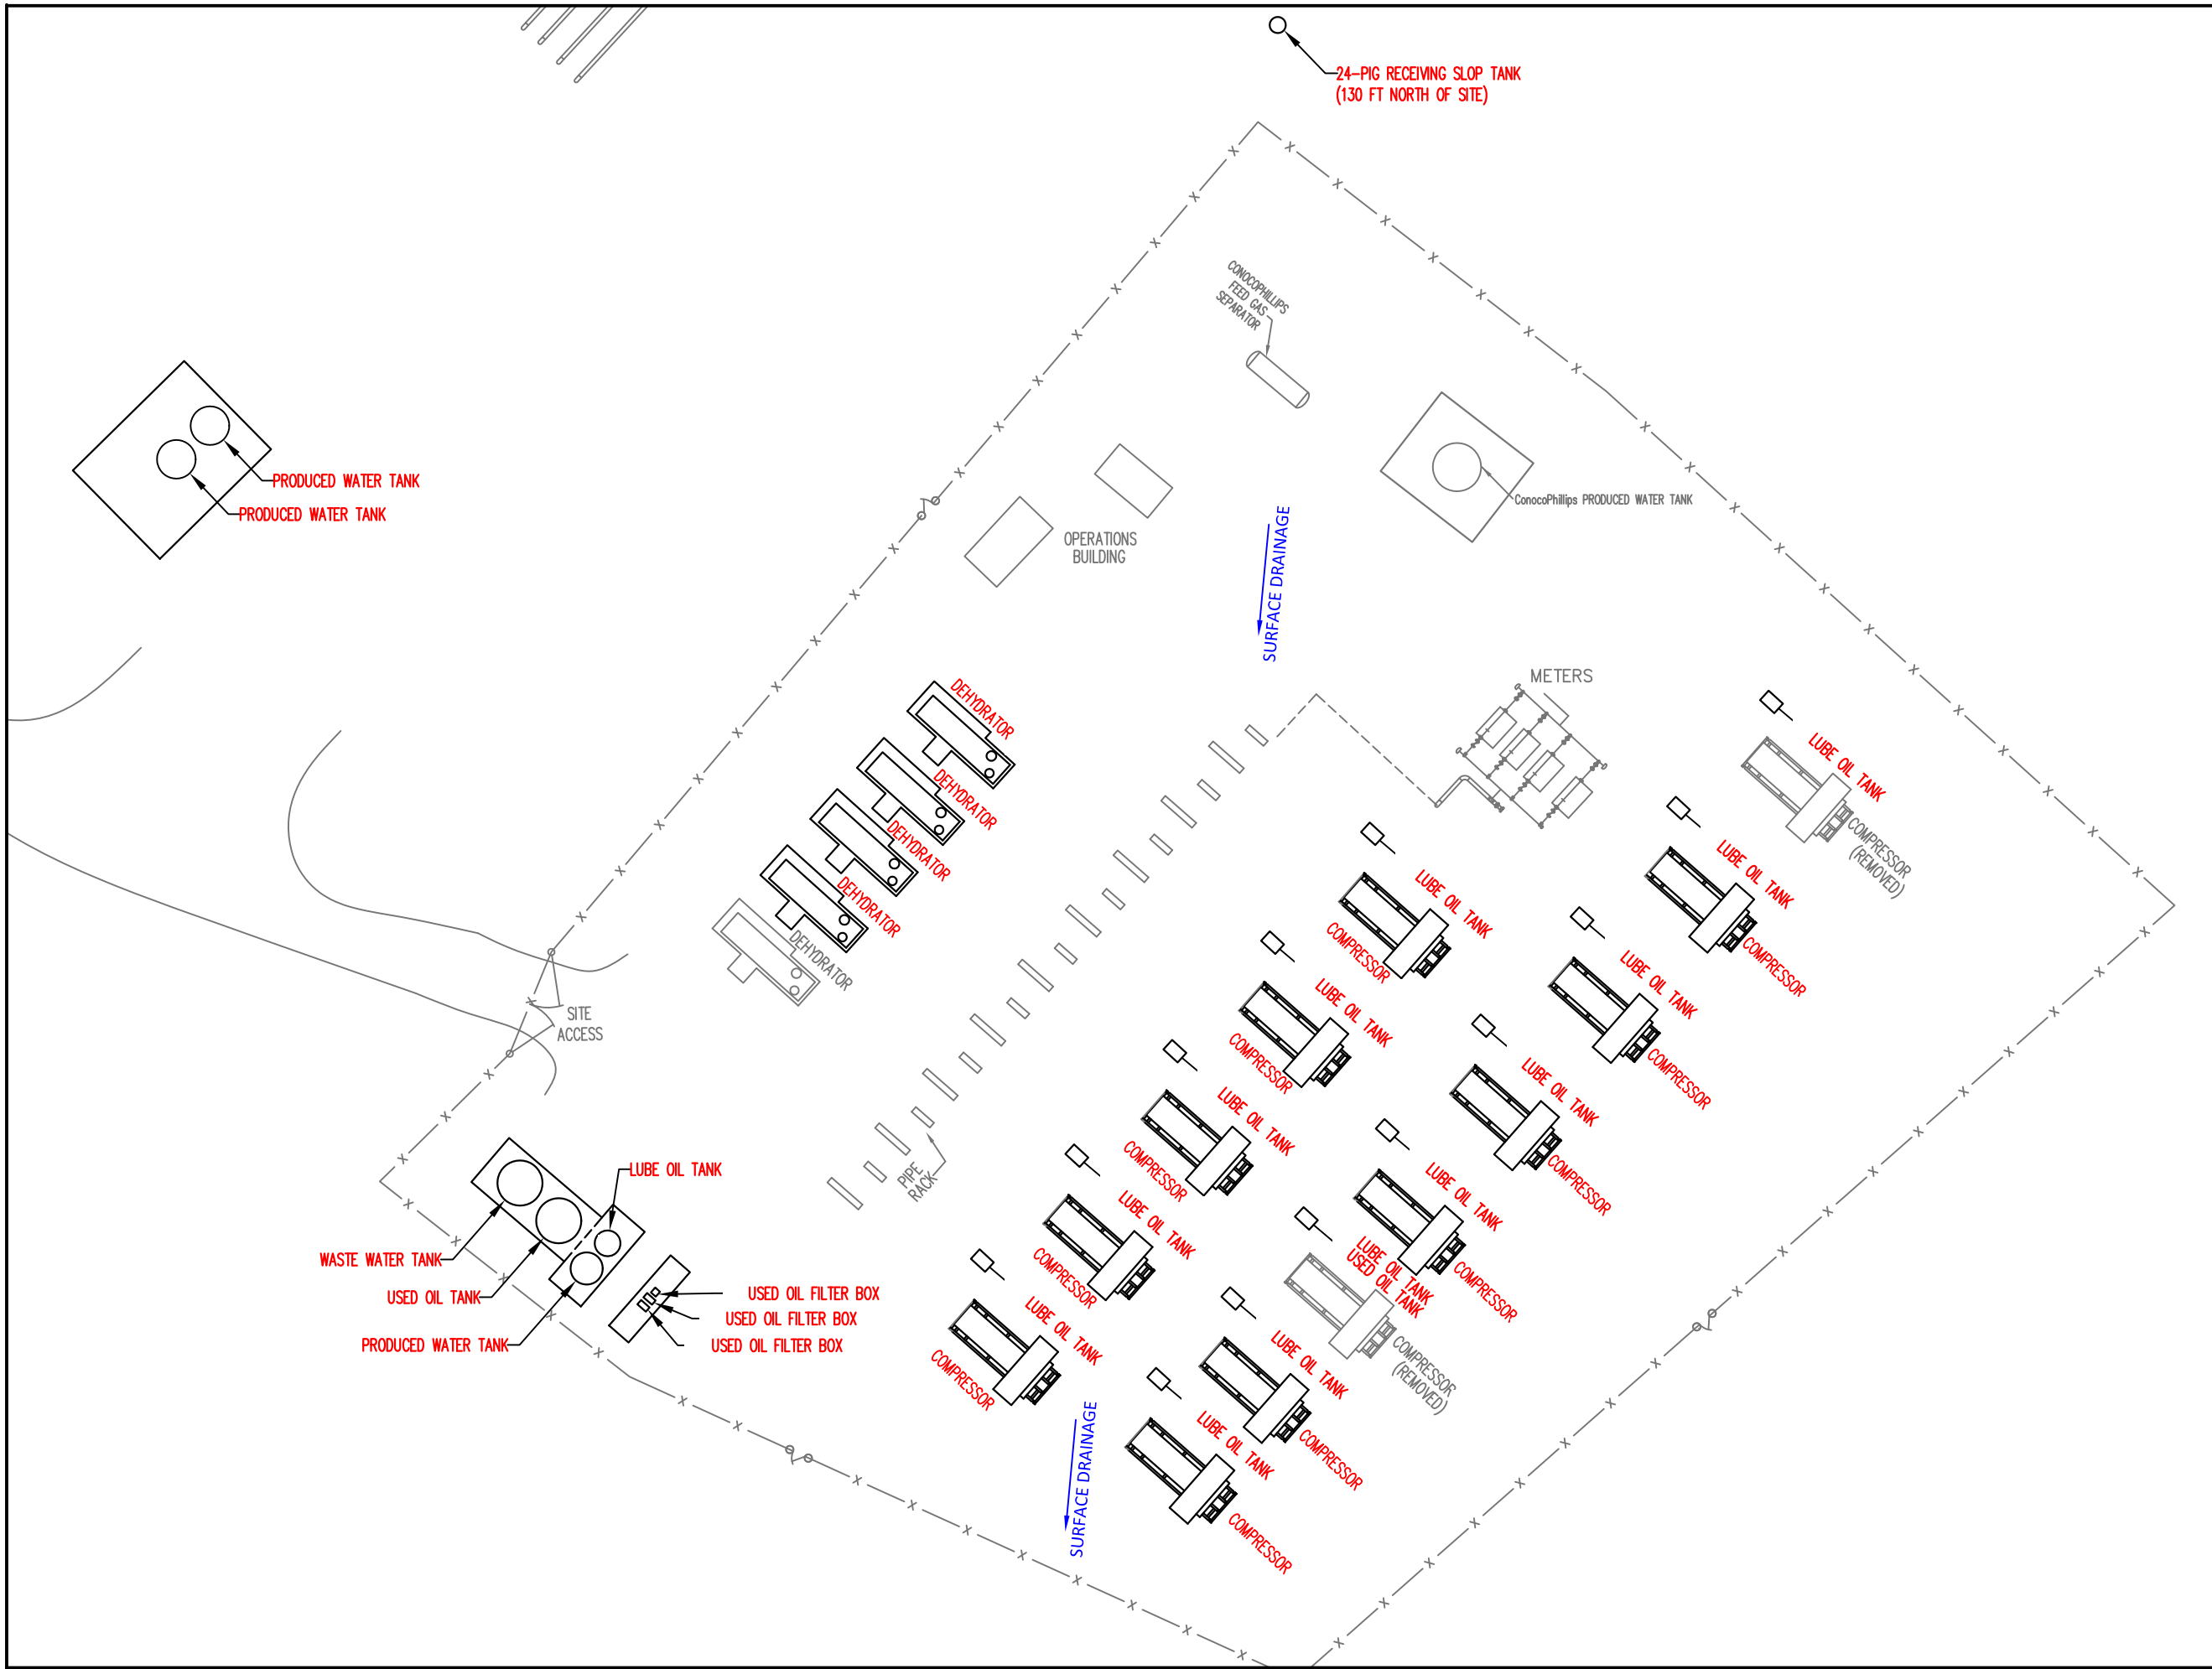 24-PIG RECEIVING SLOP TANK
(130 FT NORTH OF SITE)
CONOCOPHILLIPS
FEED GAS
SEPARATOR
PRODUCED WATER TANK
PRODUCED WATER TANK
ConocoPhillips PRODUCED WATER TANK
OPERATIONS
BUILDING
SURFACE DRAINAGE
METERS
DEHYDRATOR
DEHYDRATOR
DEHYDRATOR
DEHYDRATOR
DEHYDRATOR
LUBE OIL TANK
COMPRESSOR
(REMOVED)
LUBE OIL TANK
COMPRESSOR
LUBE OIL TANK
COMPRESSOR
LUBE OIL TANK
COMPRESSOR
LUBE OIL TANK
COMPRESSOR
SITE
ACCESS
LUBE OIL TANK
COMPRESSOR
LUBE OIL TANK
COMPRESSOR
PIPE
RACK
LUBE OIL TANK
COMPRESSOR
LUBE OIL TANK
COMPRESSOR
LUBE OIL TANK
USED OIL TANK
COMPRESSOR
(REMOVED)
LUBE OIL TANK
WASTE WATER TANK
USED OIL TANK
PRODUCED WATER TANK
USED OIL FILTER BOX
USED OIL FILTER BOX
USED OIL FILTER BOX
LUBE OIL TANK
COMPRESSOR
LUBE OIL TANK
COMPRESSOR
LUBE OIL TANK
COMPRESSOR
SURFACE DRAINAGE